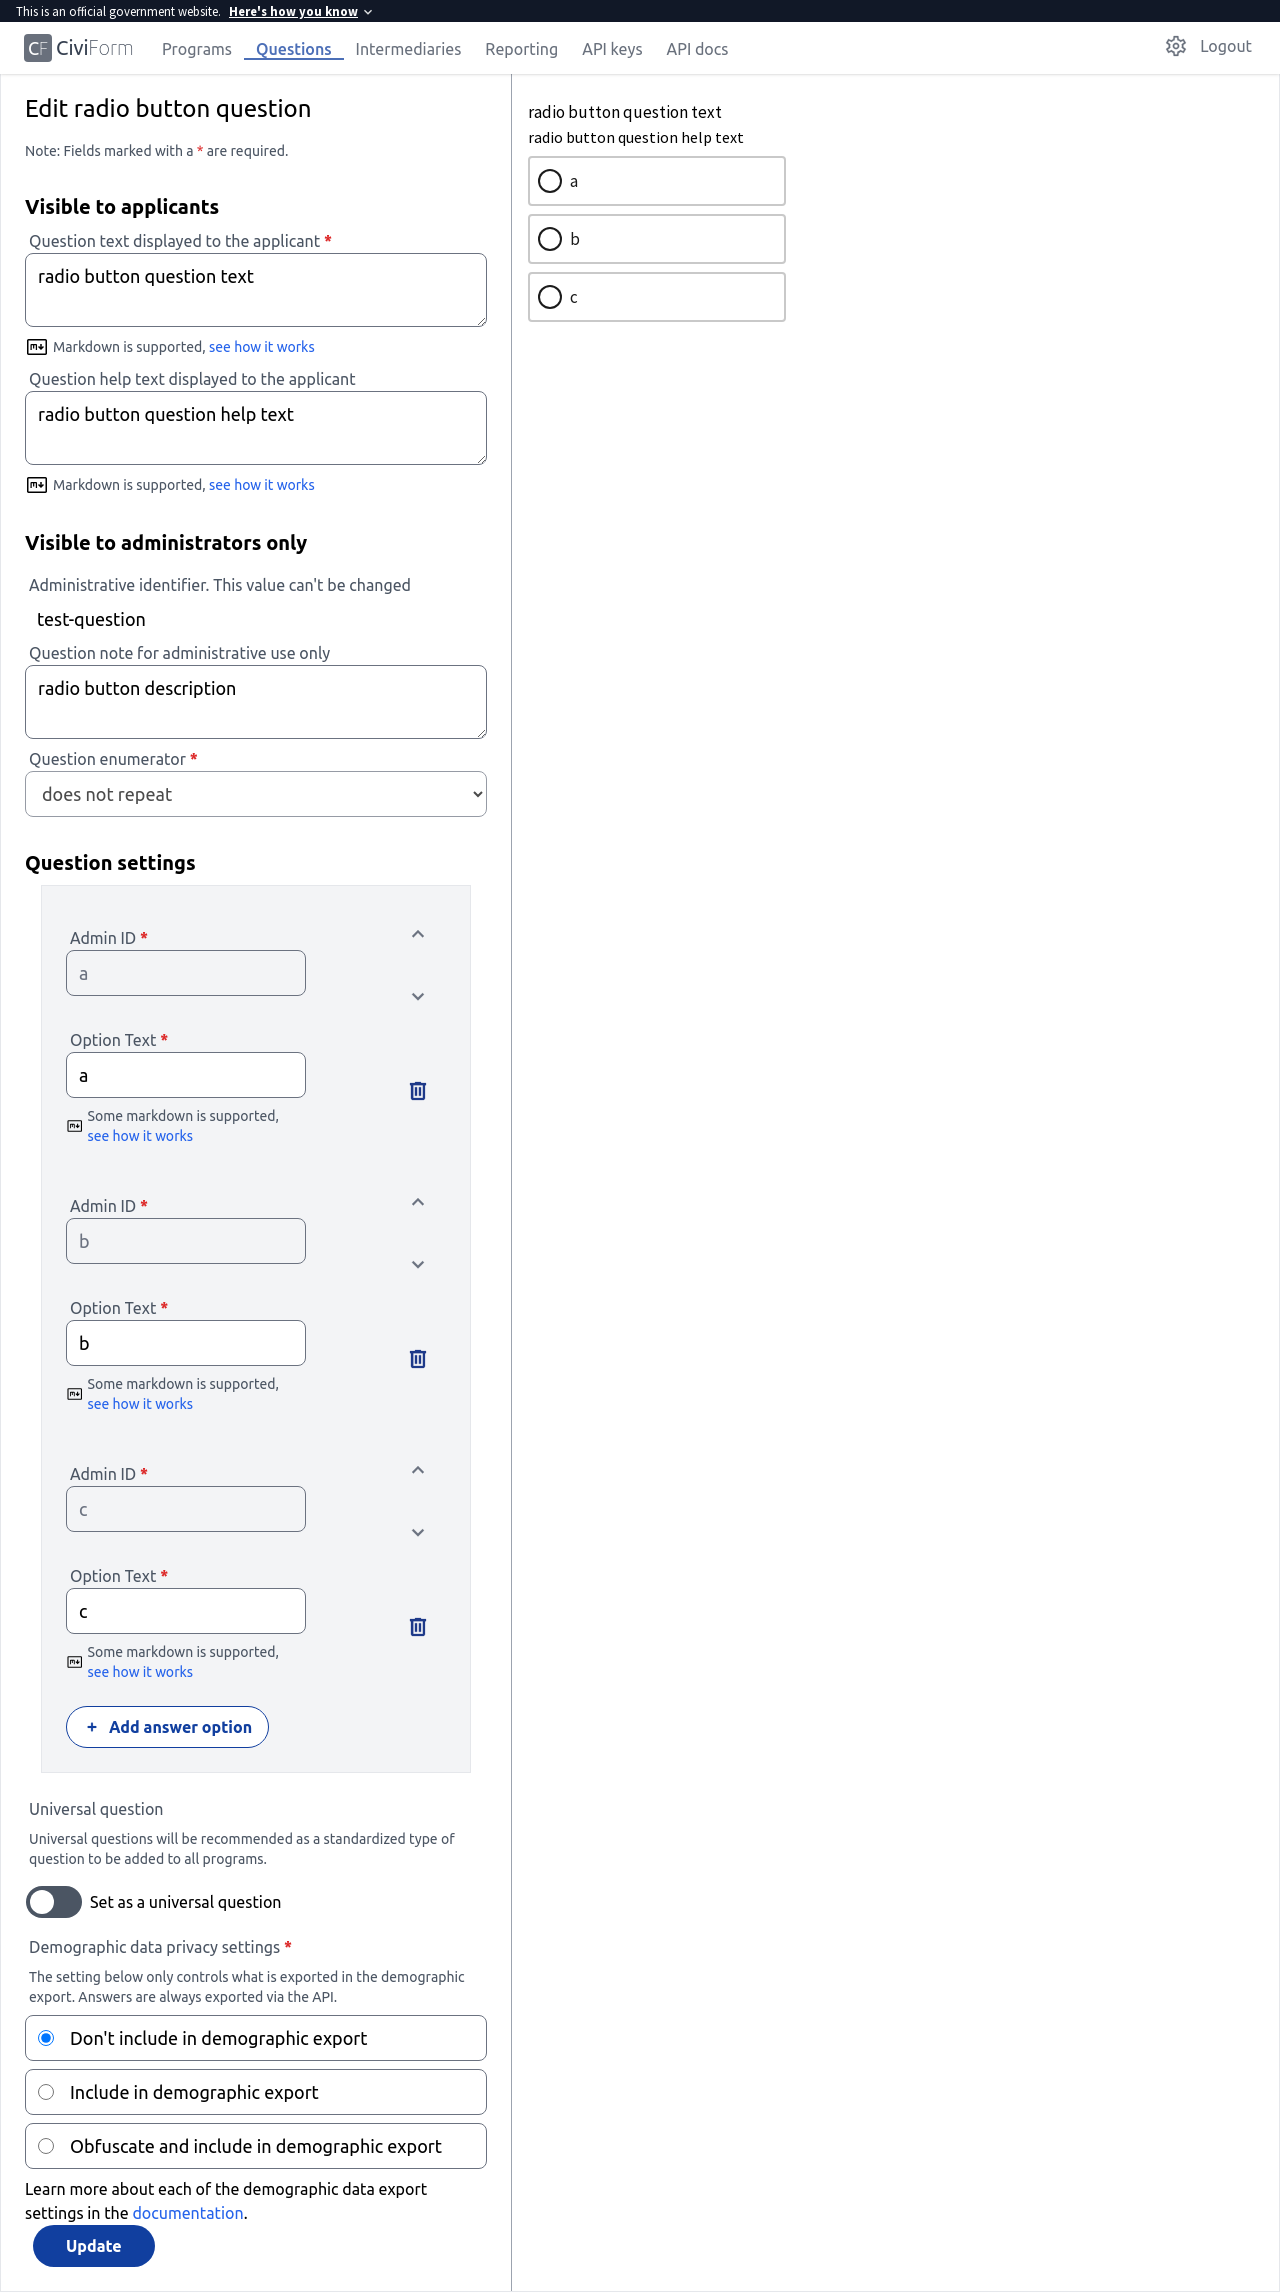 This is an official government website. Here's how you know
CF CiviForm Programs Questions Intermediaries Reporting API keys API docs Logout
Edit radio button question
Note: Fields marked with a * are required.
Visible to applicants
Question text displayed to the applicant *
radio button question text
Markdown is supported, see how it works
Question help text displayed to the applicant
radio button question help text
Markdown is supported, see how it works
Visible to administrators only
Administrative identifier. This value can't be changed
test-question
Question note for administrative use only
radio button description
Question enumerator *
does not repeat
Question settings
Admin ID *
a
Option Text *
a
Some markdown is supported,
see how it works
Admin ID *
b
Option Text *
b
Some markdown is supported,
see how it works
Admin ID *
c
Option Text *
c
Some markdown is supported,
see how it works
+ Add answer option
Universal question
Universal questions will be recommended as a standardized type of
question to be added to all programs.
Set as a universal question
Demographic data privacy settings *
The setting below only controls what is exported in the demographic
export. Answers are always exported via the API.
Don't include in demographic export
Include in demographic export
Obfuscate and include in demographic export
Learn more about each of the demographic data export
settings in the documentation.
Update
radio button question text
radio button question help text
a
b
c